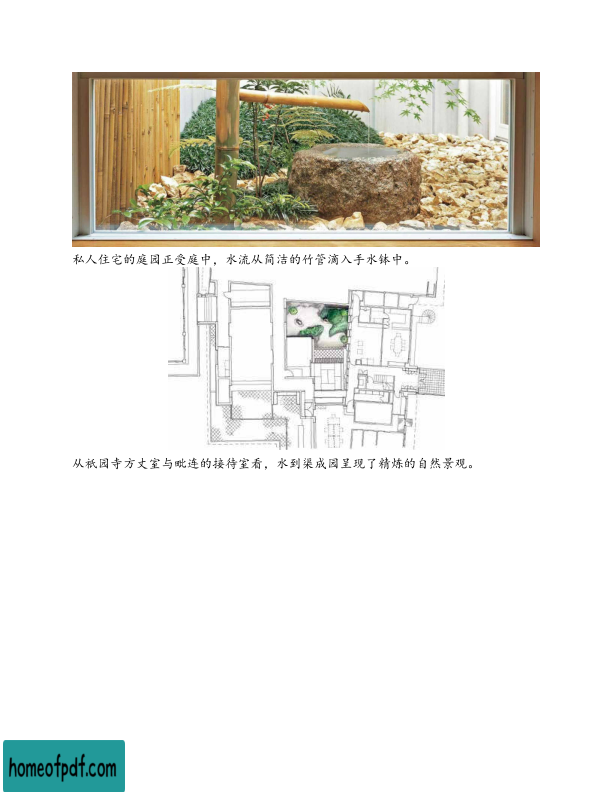 私人住宅的庭园正受庭中，水流从简洁的竹管滴入手水钵中。
从祇园寺方丈室与毗连的接待室看，水到渠成园呈现了精炼的自然景观。
homeofpdf.com